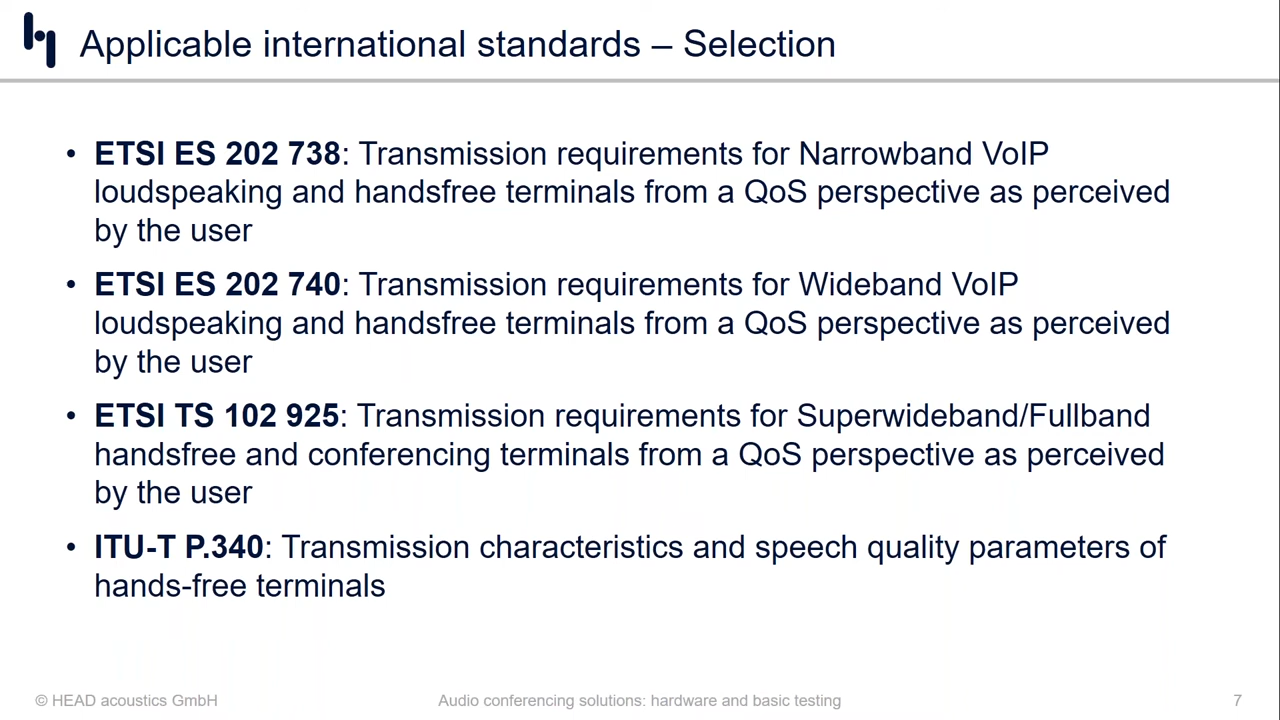 Applicable international standards – Selection
• ETSI ES 202 738: Transmission requirements for Narrowband VoIP
loudspeaking and handsfree terminals from a QoS perspective as perceived
by the user
• ETSI ES 202 740: Transmission requirements for Wideband VoIP
loudspeaking and handsfree terminals from a QoS perspective as perceived
by the user
• ETSI TS 102 925: Transmission requirements for Superwideband/Fullband
handsfree and conferencing terminals from a QoS perspective as perceived
by the user
• ITU-T P.340: Transmission characteristics and speech quality parameters of
hands-free terminals
© HEAD acoustics GmbH
Audio conferencing solutions: hardware and basic testing
7